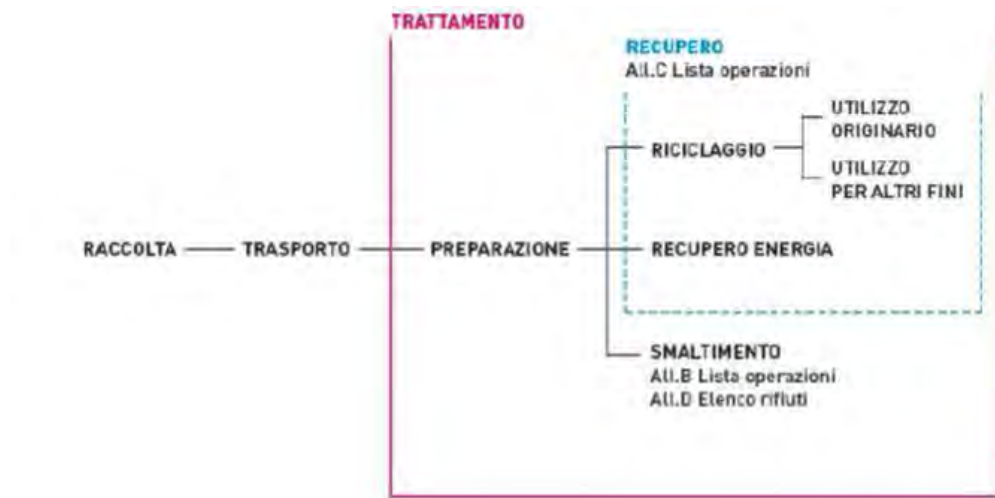 TRATTAMENTO
RECUPERO
All.C Lista operazioni
UTILIZZO
ORIGINARIO
RICICLAGGIO
UTILIZZO
PER ALTRI FINI
RACCOLTA
TRASPORTO
PREPARAZIONE
RECUPERO ENERGIA
SMALTIMENTO
All.B Lista operazioni
All.D Elenco rifiuti